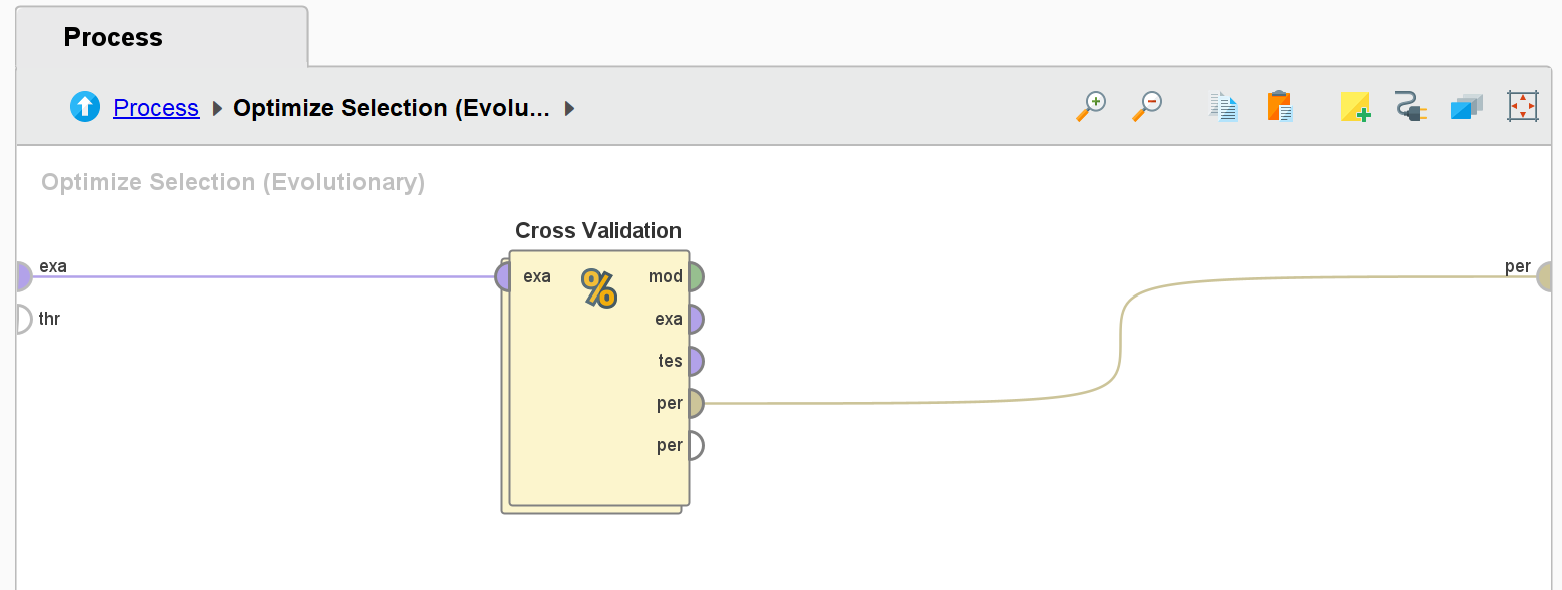 Process
Process Optimize Selection (Evolu...
Optimize Selection (Evolutionary)
Cross Validation
exa
exa
mod
per
thr
exa
tes
per
per